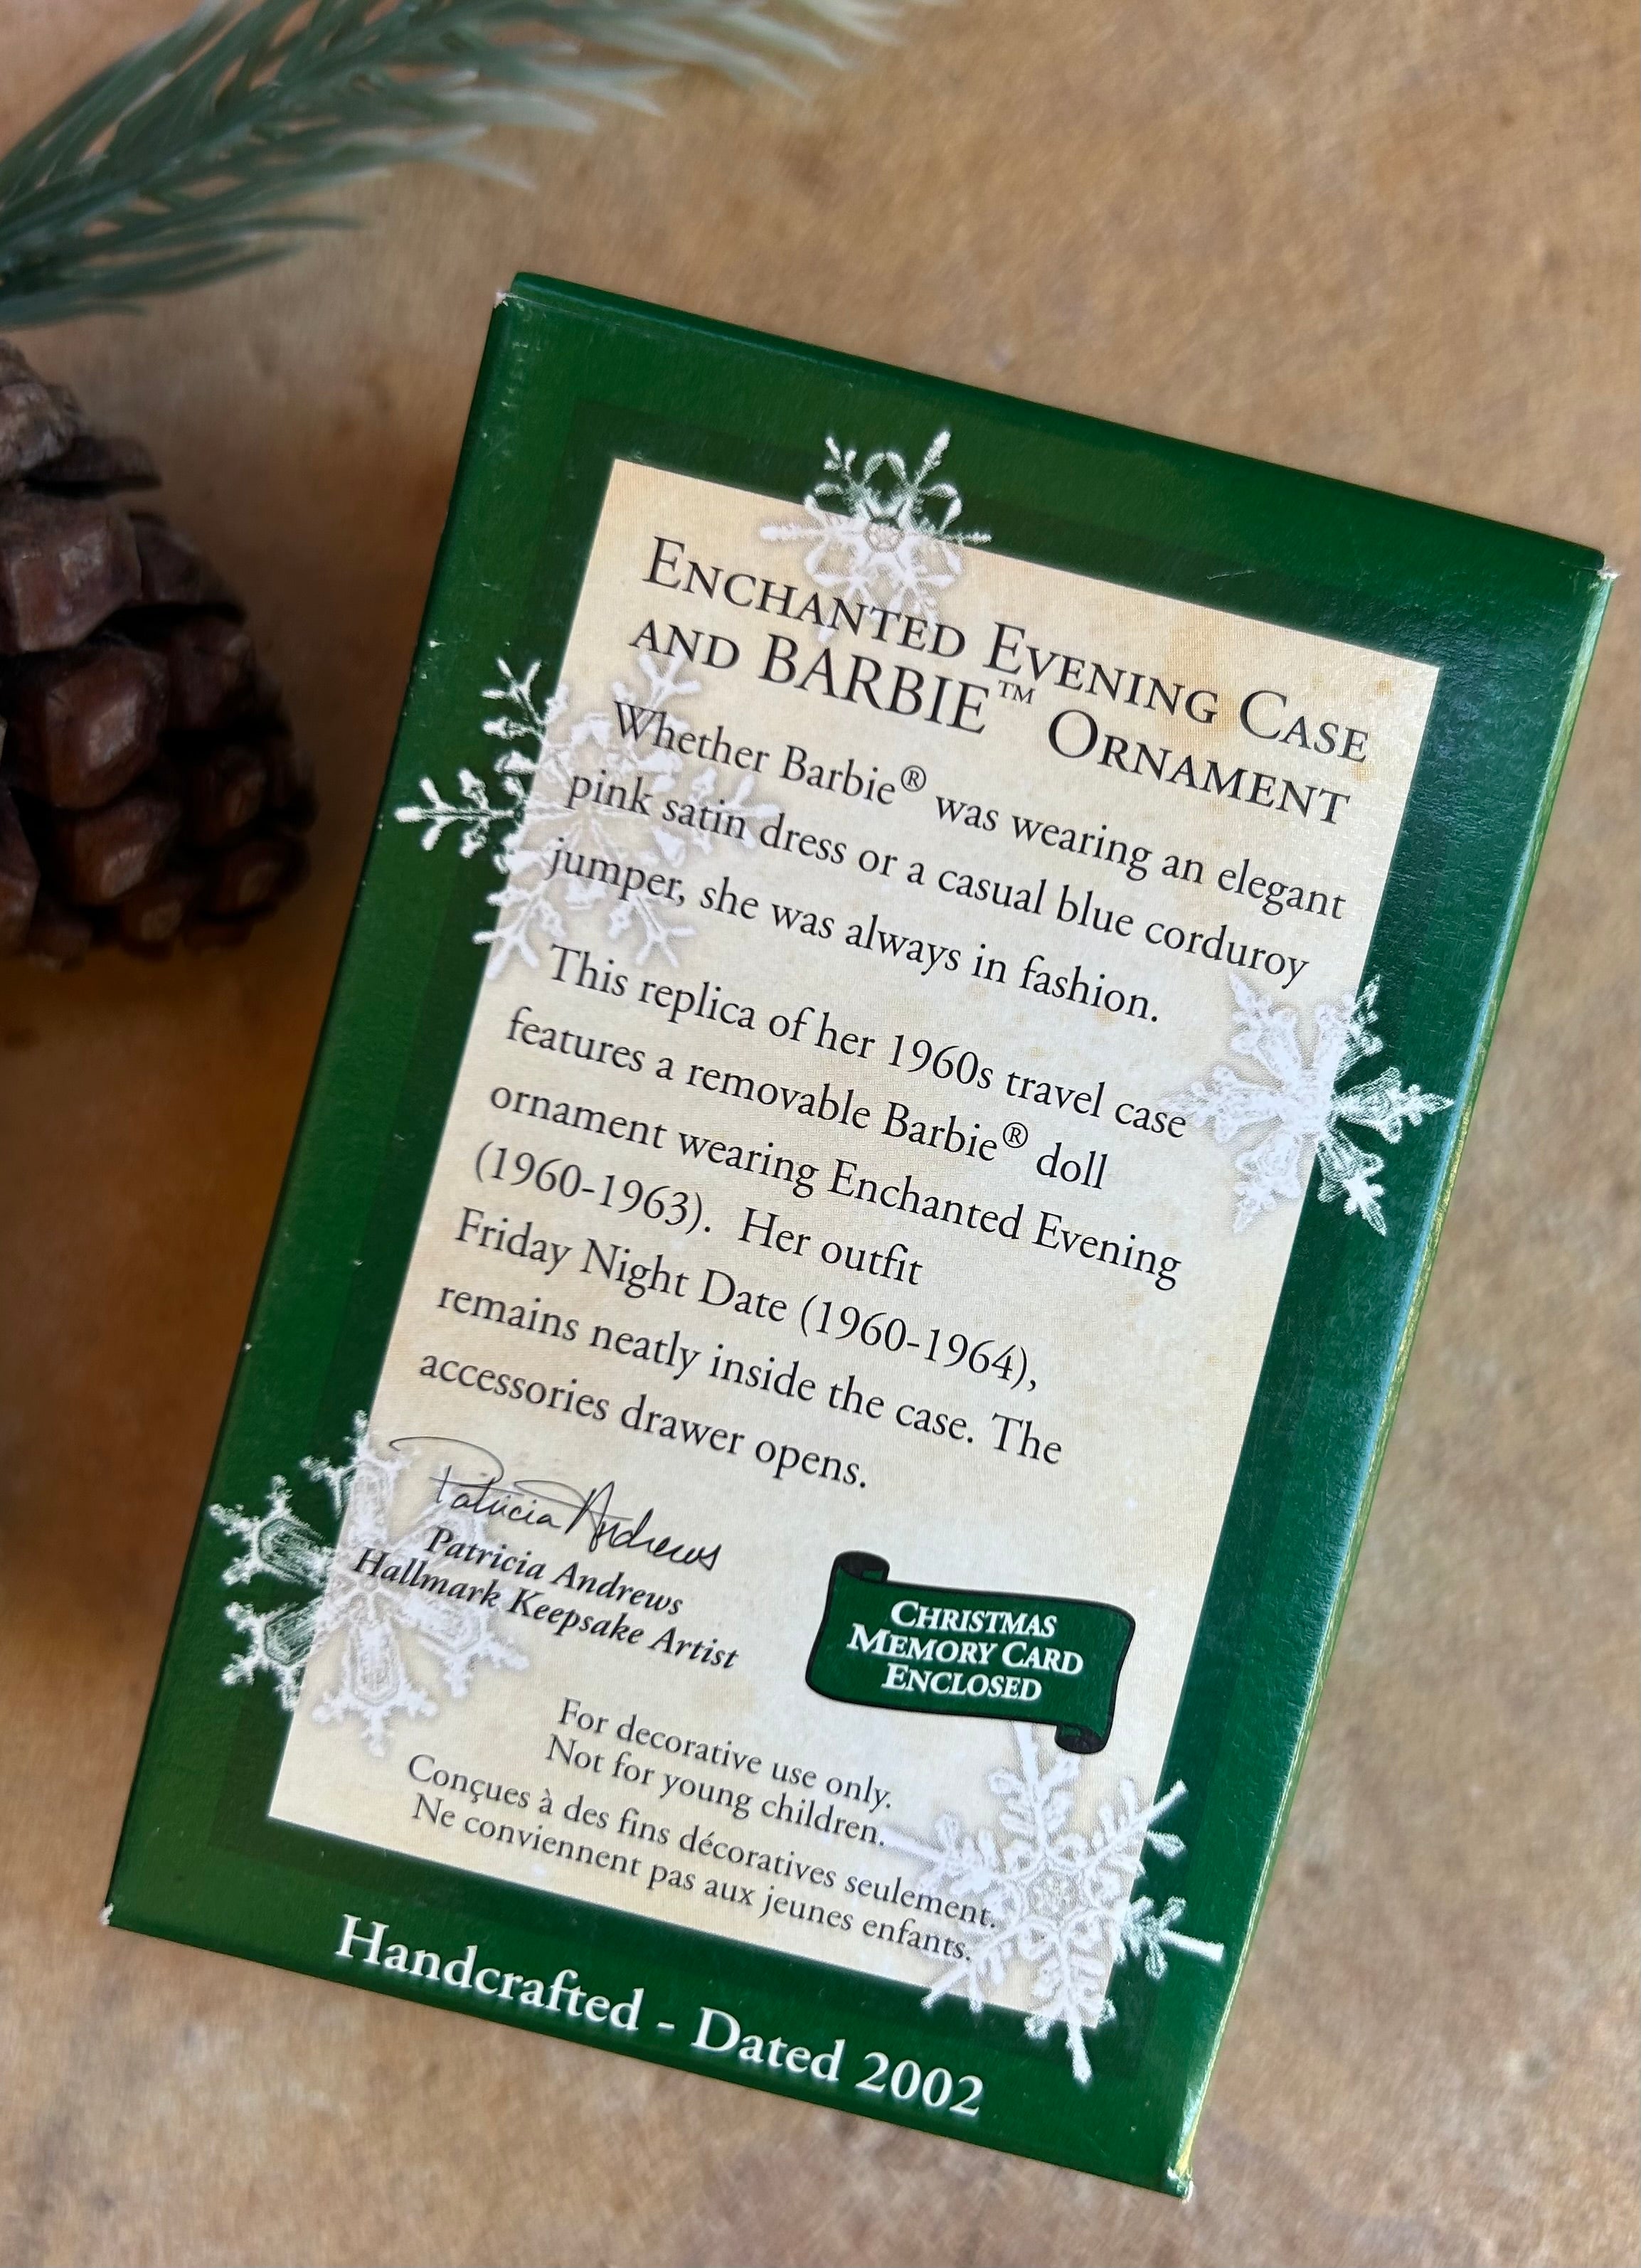 ENCHANTED EVENING CASE
AND BARBIE™ ORNAMENT
Whether Barbie® was wearing an elegant
pink satin dress or a casual blue corduroy
jumper, she was always in fashion.
This replica of her 1960s travel case
features a removable Barbie® doll
ornament wearing Enchanted Evening
(1960-1963). Her outfit
Friday Night Date (1960-1964),
remains neatly inside the case. The
accessories drawer opens.
Patricia Andrews
Patricia Andrews
Hallmark Keepsake Artist
CHRISTMAS
MEMORY CARD
ENCLOSED
For decorative use only.
Not for young children.
Conçues à des fins décoratives seulement.
Ne conviennent pas aux jeunes enfants.
Handcrafted - Dated 2002